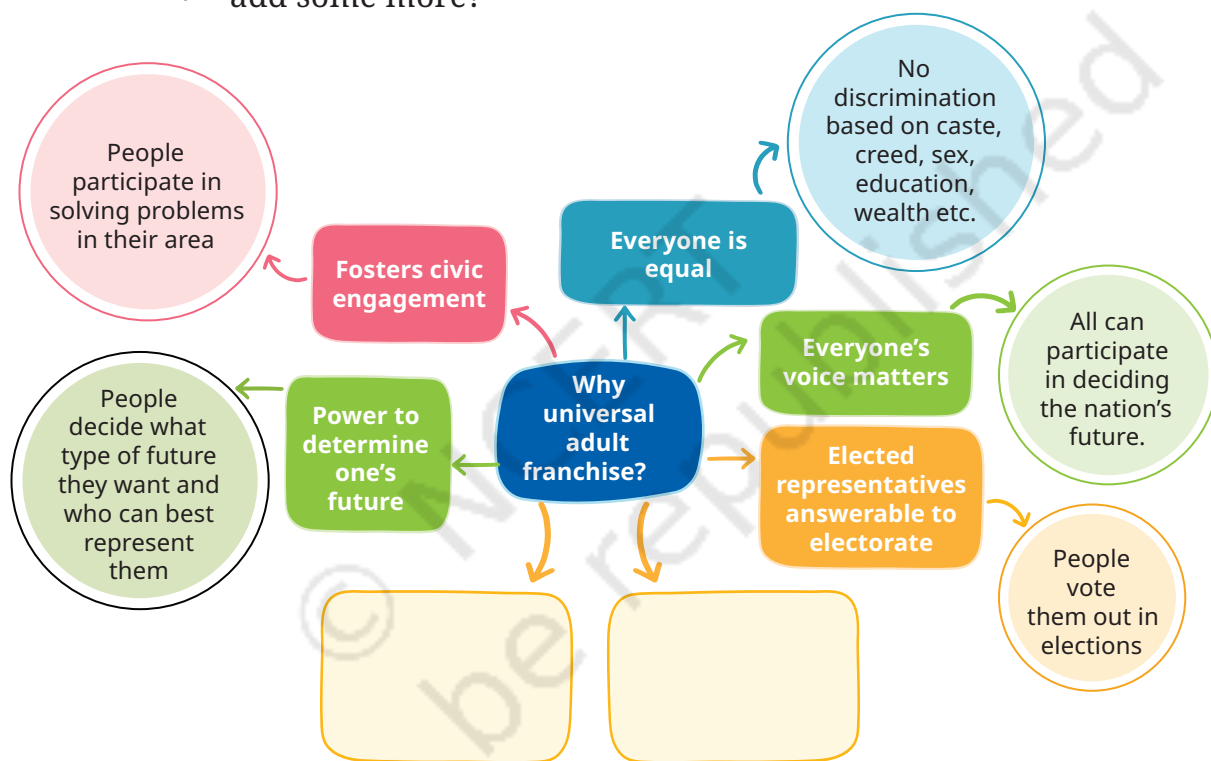 add some more?
No
discrimination
based on caste,
creed, sex,
education,
wealth etc.
People
participate in
solving problems
in their area
Everyone is
equal
Fosters civic
engagement
All can
participate
in deciding
the nation's
future.
Everyone's
voice matters
Why
universal
adult
franchise?
People
decide what
type of future
they want and
who can best
represent
them
Power to
determine
one's
future
Elected
representatives
answerable to
electorate
People
vote
them out in
elections
© NCERT
be republished